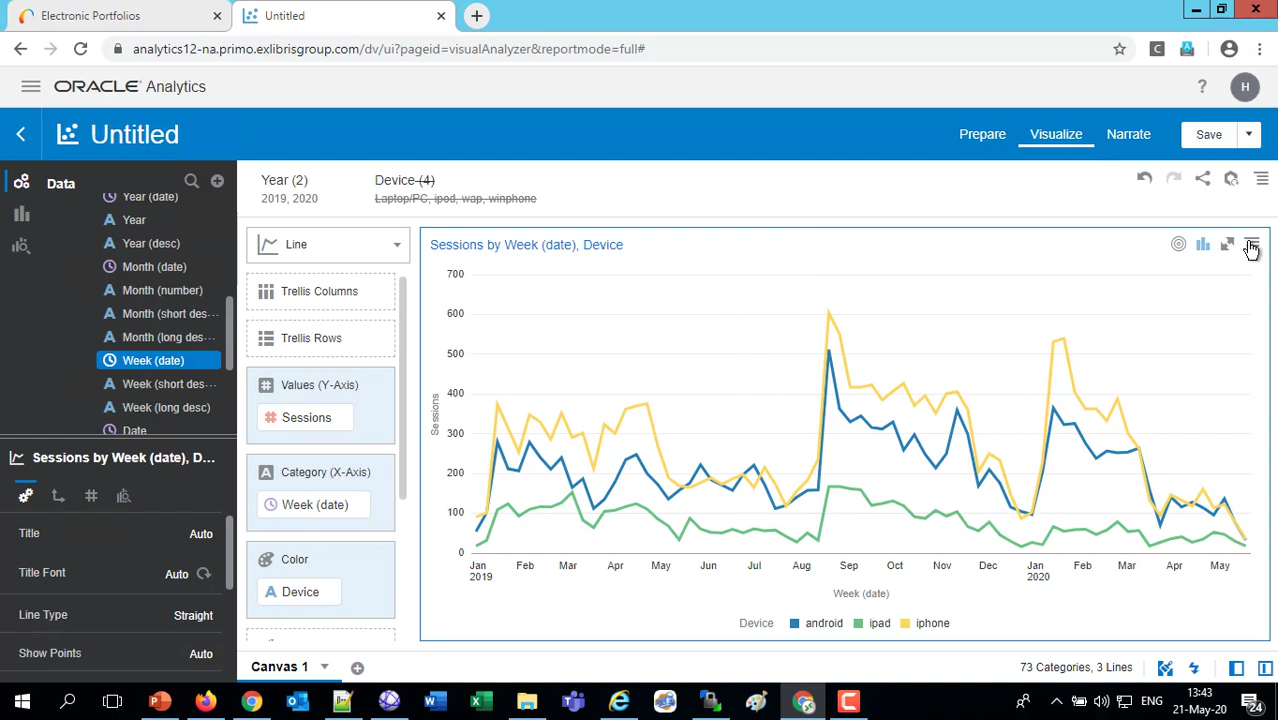 Electronic Portfolios
Untitled
analytics12-na.primo.exlibrisgroup.com/dv/ui?pageid=visualAnalyzer&reportmode=full#
ORACLE Analytics
?
H
Untitled
Prepare
Visualize
Narrate
Save
Data
Year (date)
Year
Year (desc)
Month (date)
Month (number)
Month (short des···
Month (long des···
Week (date)
Week (short des···
Week (long desc)
Date
Year (2)
2019, 2020
Device (4)
Laptop/PC, ipod, wap, winphone
Line
Trellis Columns
Trellis Rows
Values (Y-Axis)
Sessions
Category (X-Axis)
Week (date)
Color
Device
Sessions by Week (date), Device
700
600
500
400
300
200
100
0
Sessions
Jan Feb Mar Apr May Jun Jul Aug Sep Oct Nov Jan Feb Mar Apr May
2019 2020
Week (date)
Device android ipad iphone
Sessions by Week (date), D...
Title Auto
Title Font Auto
Line Type Straight
Show Points Auto
Canvas 1
73 Categories, 3 Lines
ENG
13:43
21-May-20
24